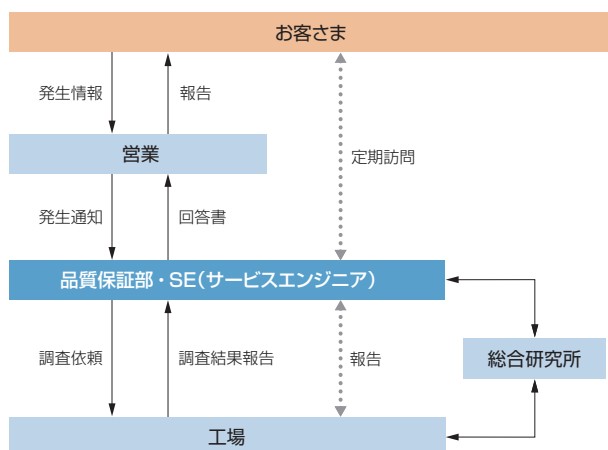 お客さま
発生情報
報告
営業
定期訪問
発生通知
回答書
品質保証部・SE（サービスエンジニア）
調査依頼
調査結果報告
報告
総合研究所
工場